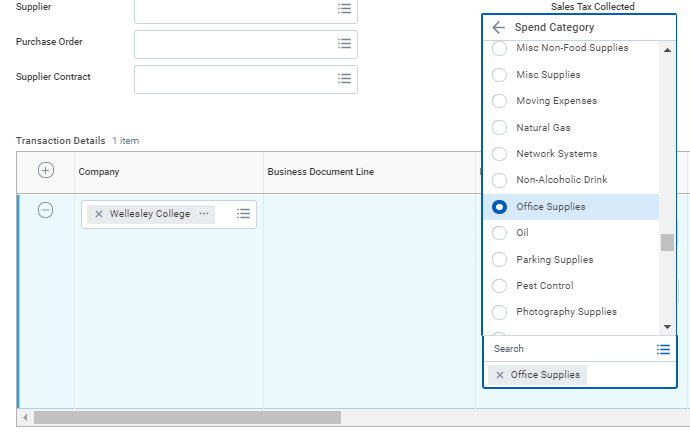 Supplier
Sales Tax Collected
Spend Category
Purchase Order
Misc Non-Food Supplies
Supplier Contract
Misc Supplies
Moving Expenses
Natural Gas
Transaction Details 1 item
Network Systems
Company
Business Document Line
Non-Alcoholic Drink
Office Supplies
× Wellesley College ...
Oil
Parking Supplies
Pest Control
Photography Supplies
Search
× Office Supplies